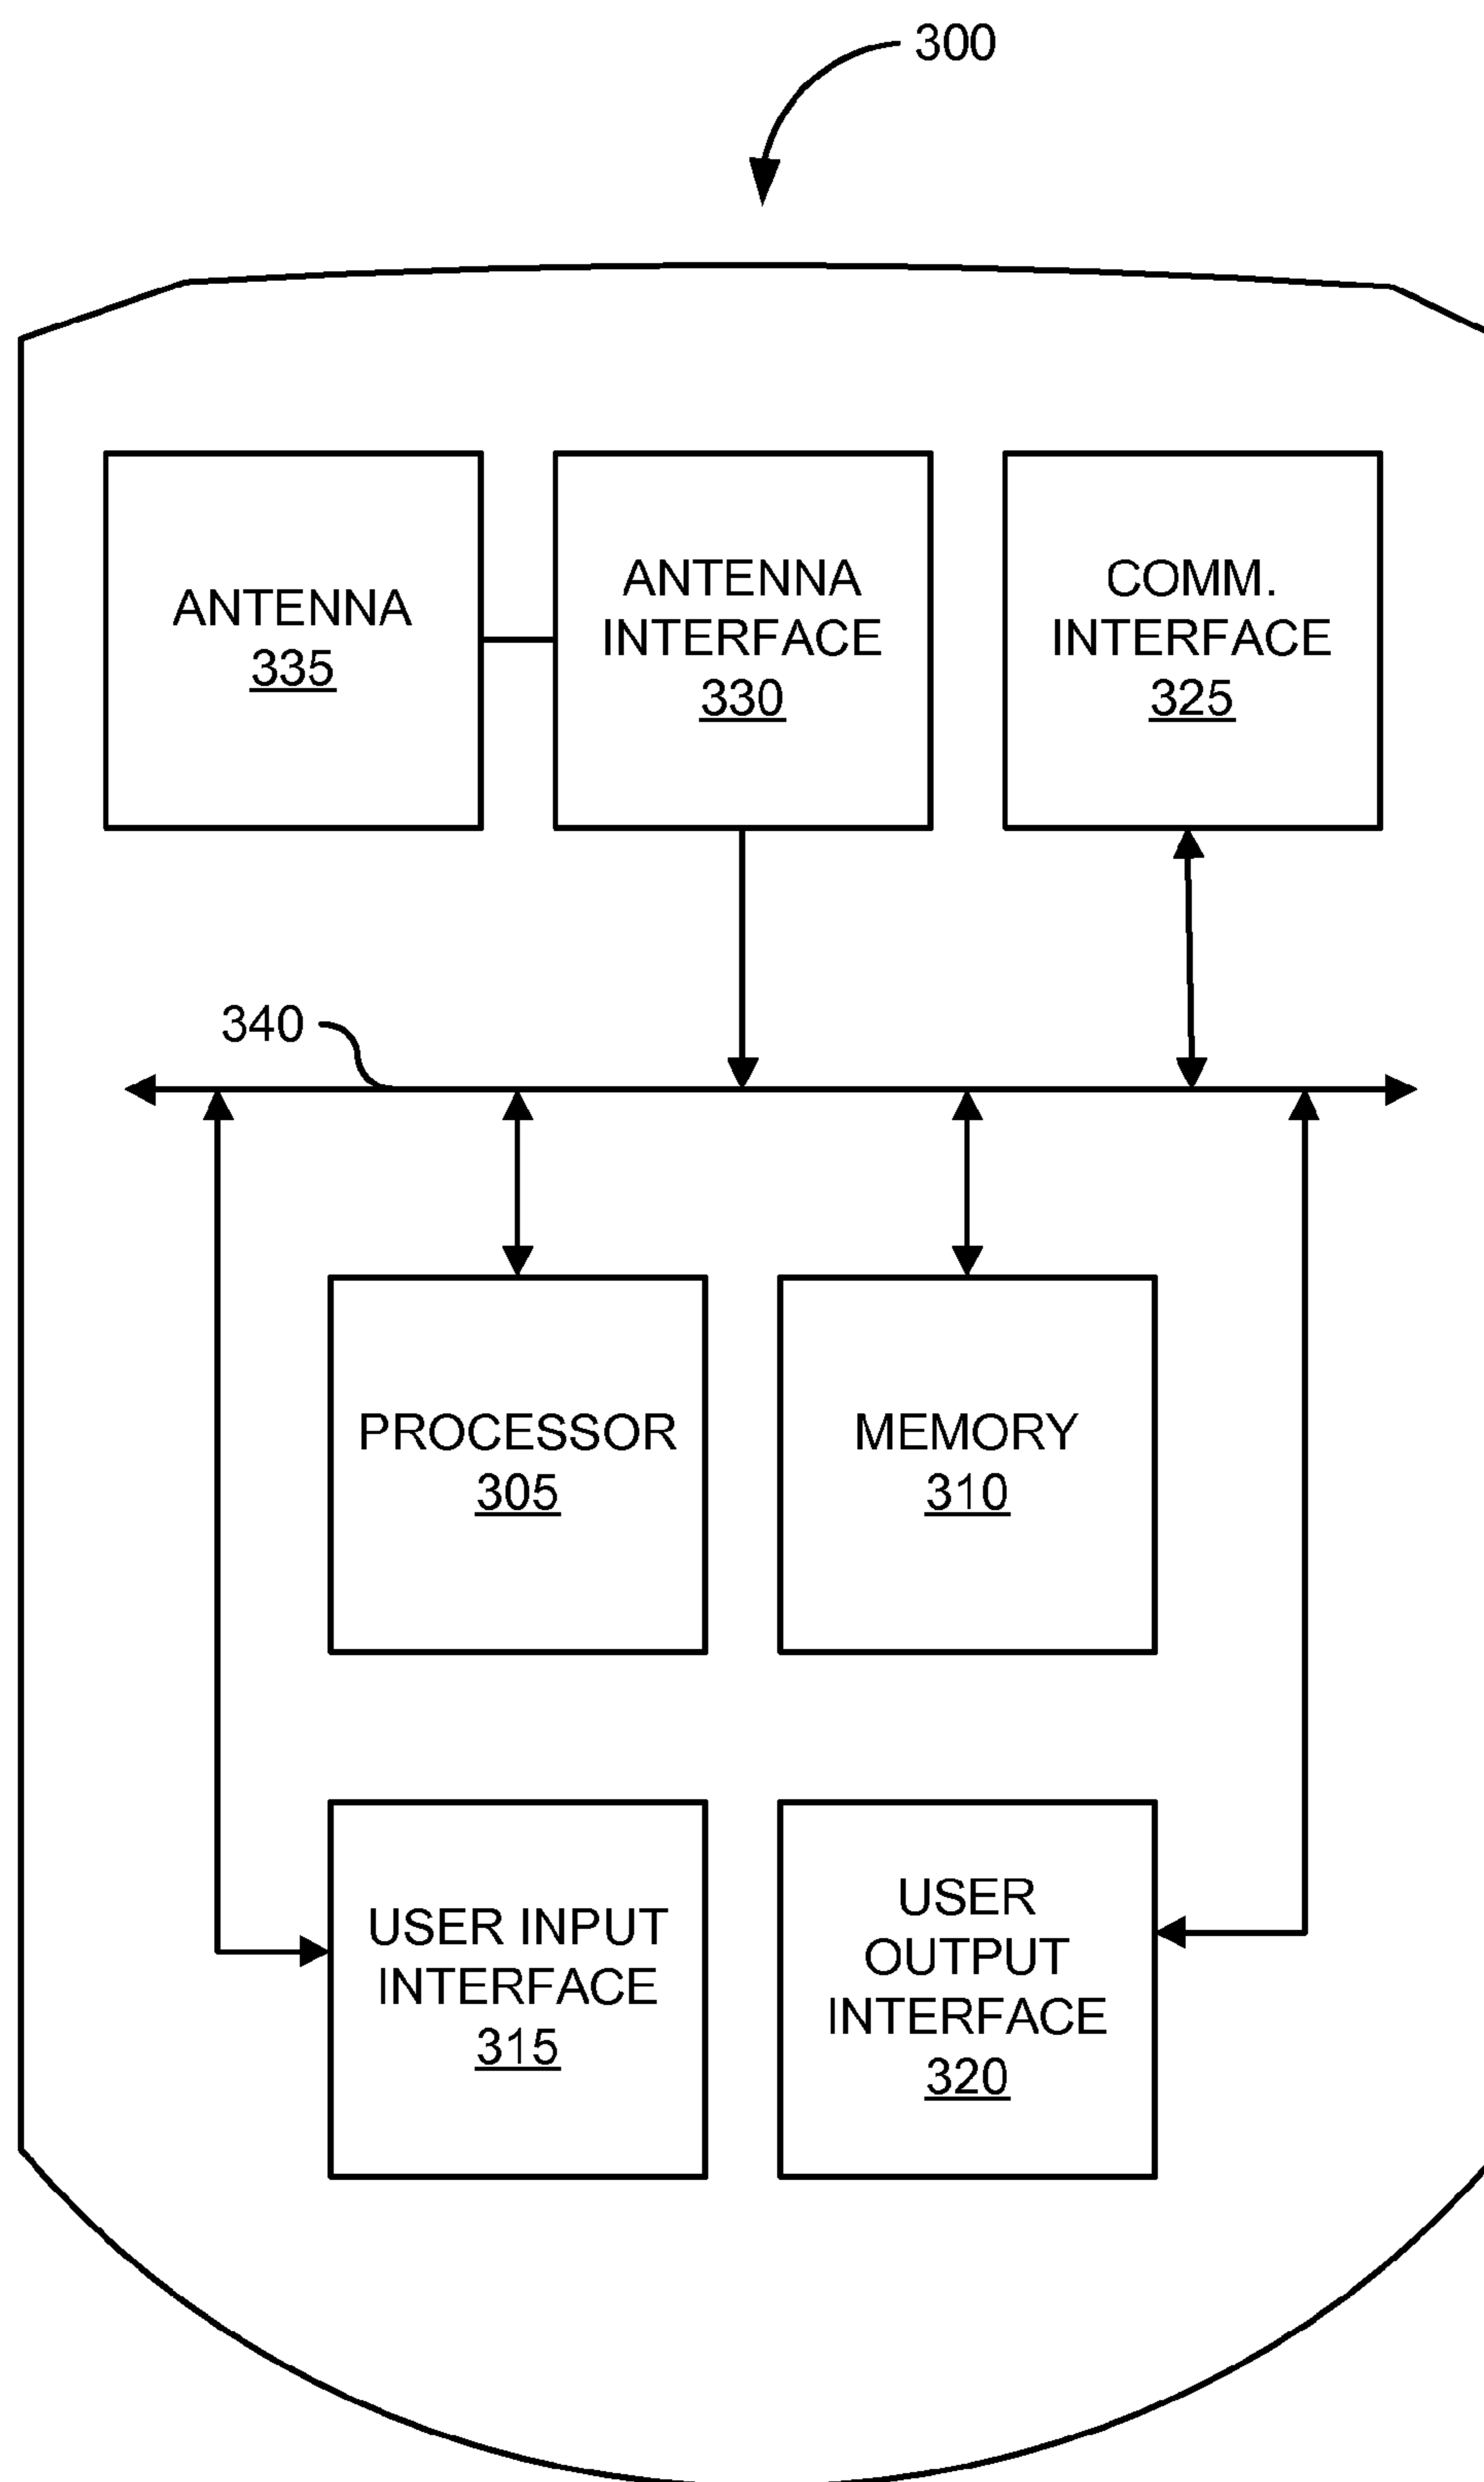 300
ANTENNA
335
ANTENNA
INTERFACE
330
COMM.
INTERFACE
325
340
PROCESSOR
305
MEMORY
310
USER INPUT
INTERFACE
315
USER
OUTPUT
INTERFACE
320